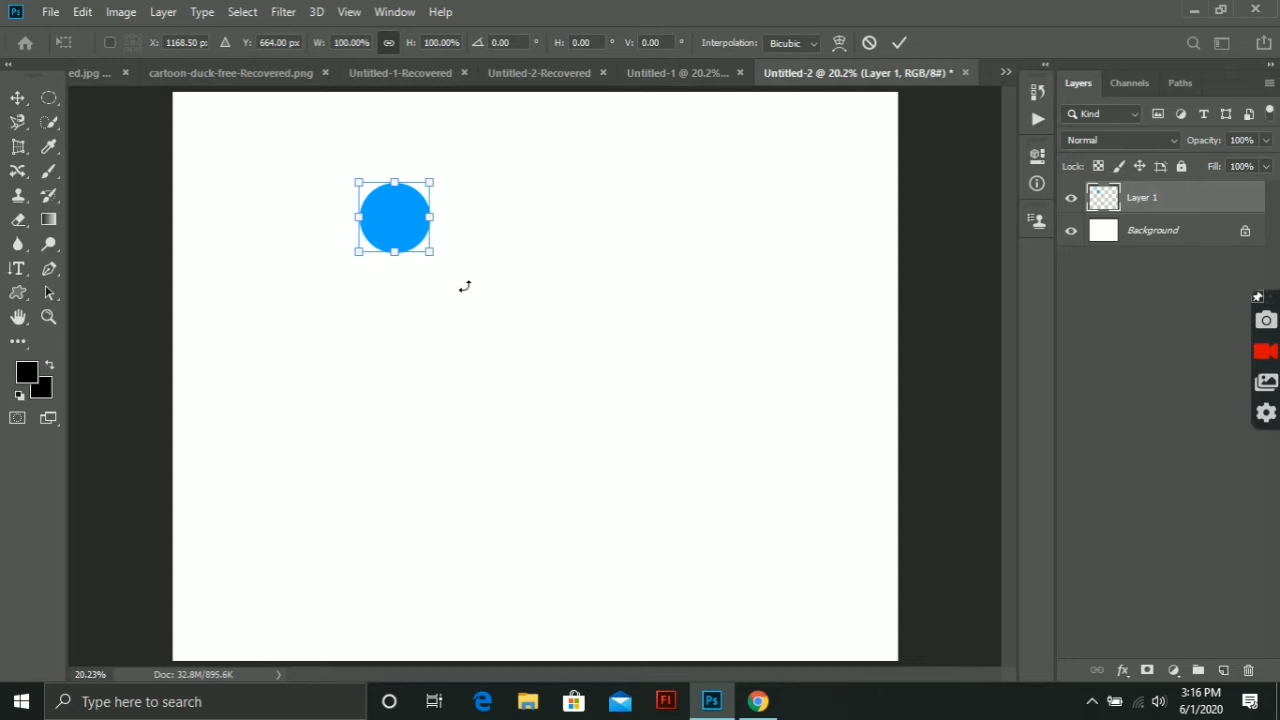 Ps File Edit Image Layer Type Select Filter 3D View Window Help
X: 1168.50 px Y: 664.00 px W: 100.00% H: 100.00% 0.00 ° H: 0.00 ° V: 0.00 ° Interpolation: Bicubic
ed.jpg ... × cartoon-duck-free-Recovered.png × Untitled-1-Recovered × Untitled-2-Recovered × Untitled-1 @ 20.2%... × Untitled-2 @ 20.2% (Layer 1, RGB/8#) * ×
Layers Channels Paths
Kind
Normal Opacity: 100%
Lock: Fill: 100%
Layer 1
Background
fx
20.23% Doc: 32.8M/895.6K
Type here to search
Fl Ps
3:16 PM
6/1/2020